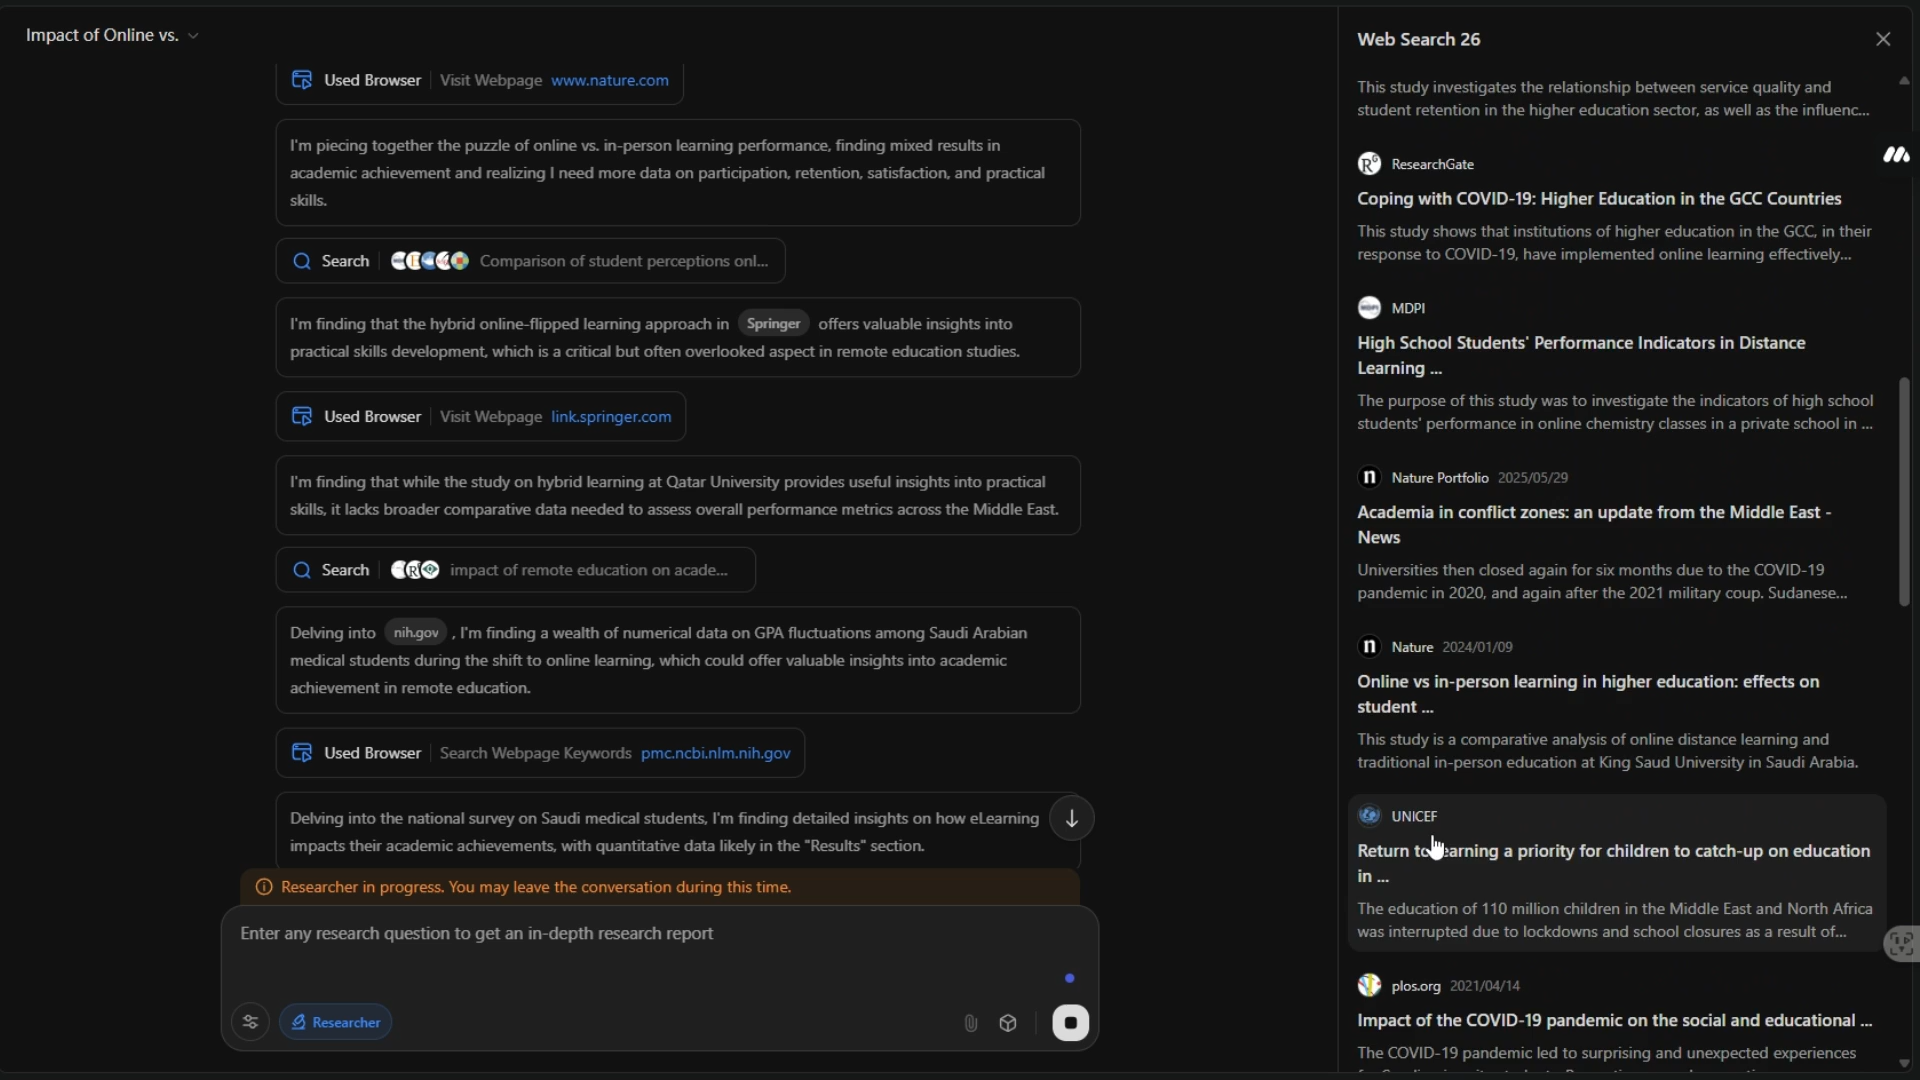 Impact of Online vs.
Used Browser Visit Webpage www.nature.com
I'm piecing together the puzzle of online vs. in-person learning performance, finding mixed results in
academic achievement and realizing I need more data on participation, retention, satisfaction, and practical
skills.
Search Comparison of student perceptions onl...
I'm finding that the hybrid online-flipped learning approach in Springer offers valuable insights into
practical skills development, which is a critical but often overlooked aspect in remote education studies.
Used Browser Visit Webpage link.springer.com
I'm finding that while the study on hybrid learning at Qatar University provides useful insights into practical
skills, it lacks broader comparative data needed to assess overall performance metrics across the Middle East.
Search impact of remote education on acade...
Delving into nih.gov , I'm finding a wealth of numerical data on GPA fluctuations among Saudi Arabian
medical students during the shift to online learning, which could offer valuable insights into academic
achievement in remote education.
Used Browser Search Webpage Keywords pmc.ncbi.nlm.nih.gov
Delving into the national survey on Saudi medical students, I'm finding detailed insights on how eLearning
impacts their academic achievements, with quantitative data likely in the "Results" section.
Researcher in progress. You may leave the conversation during this time.
Enter any research question to get an in-depth research report
Researcher
Web Search 26
This study investigates the relationship between service quality and
student retention in the higher education sector, as well as the influenc...
ResearchGate
Coping with COVID-19: Higher Education in the GCC Countries
This study shows that institutions of higher education in the GCC, in their
response to COVID-19, have implemented online learning effectively...
MDPI
High School Students' Performance Indicators in Distance
Learning ...
The purpose of this study was to investigate the indicators of high school
students' performance in online chemistry classes in a private school in ...
Nature Portfolio 2025/05/29
Academia in conflict zones: an update from the Middle East -
News
Universities then closed again for six months due to the COVID-19
pandemic in 2020, and again after the 2021 military coup. Sudanese...
Nature 2024/01/09
Online vs in-person learning in higher education: effects on
student ...
This study is a comparative analysis of online distance learning and
traditional in-person education at King Saud University in Saudi Arabia.
UNICEF
Return to learning a priority for children to catch-up on education
in ...
The education of 110 million children in the Middle East and North Africa
was interrupted due to lockdowns and school closures as a result of...
plos.org 2021/04/14
Impact of the COVID-19 pandemic on the social and educational ...
The COVID-19 pandemic led to surprising and unexpected experiences